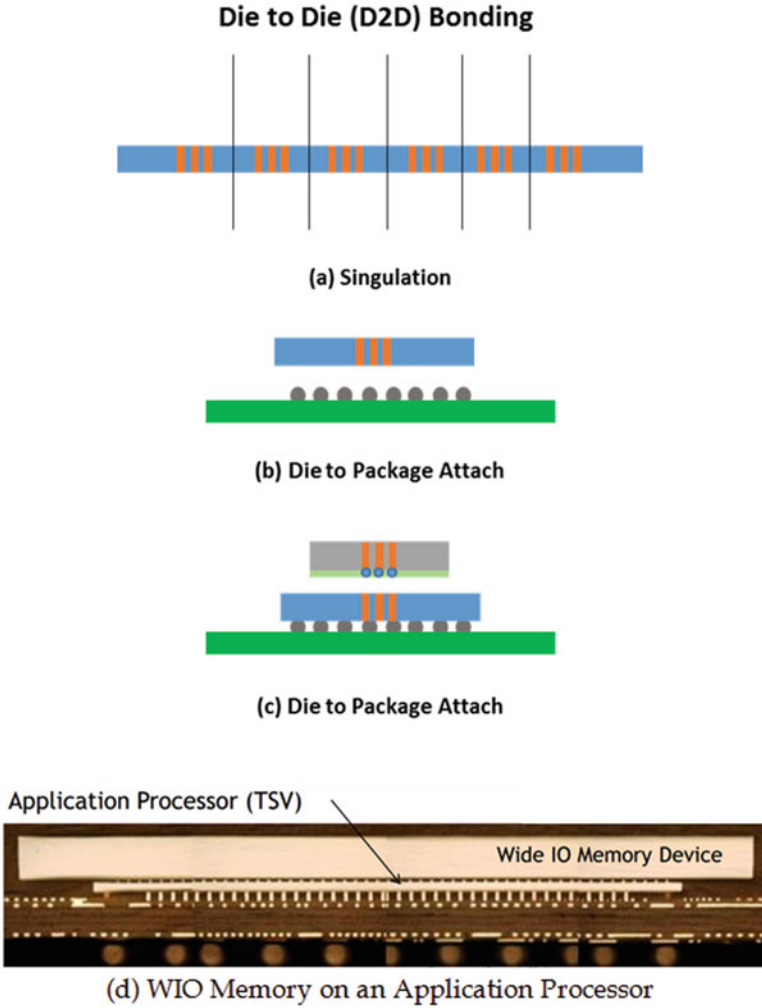 Die to Die (D2D) Bonding
(a) Singulation
(b) Die to Package Attach
(c) Die to Package Attach
Application Processor (TSV)
Wide IO Memory Device
(d) WIO Memory on an Application Processor